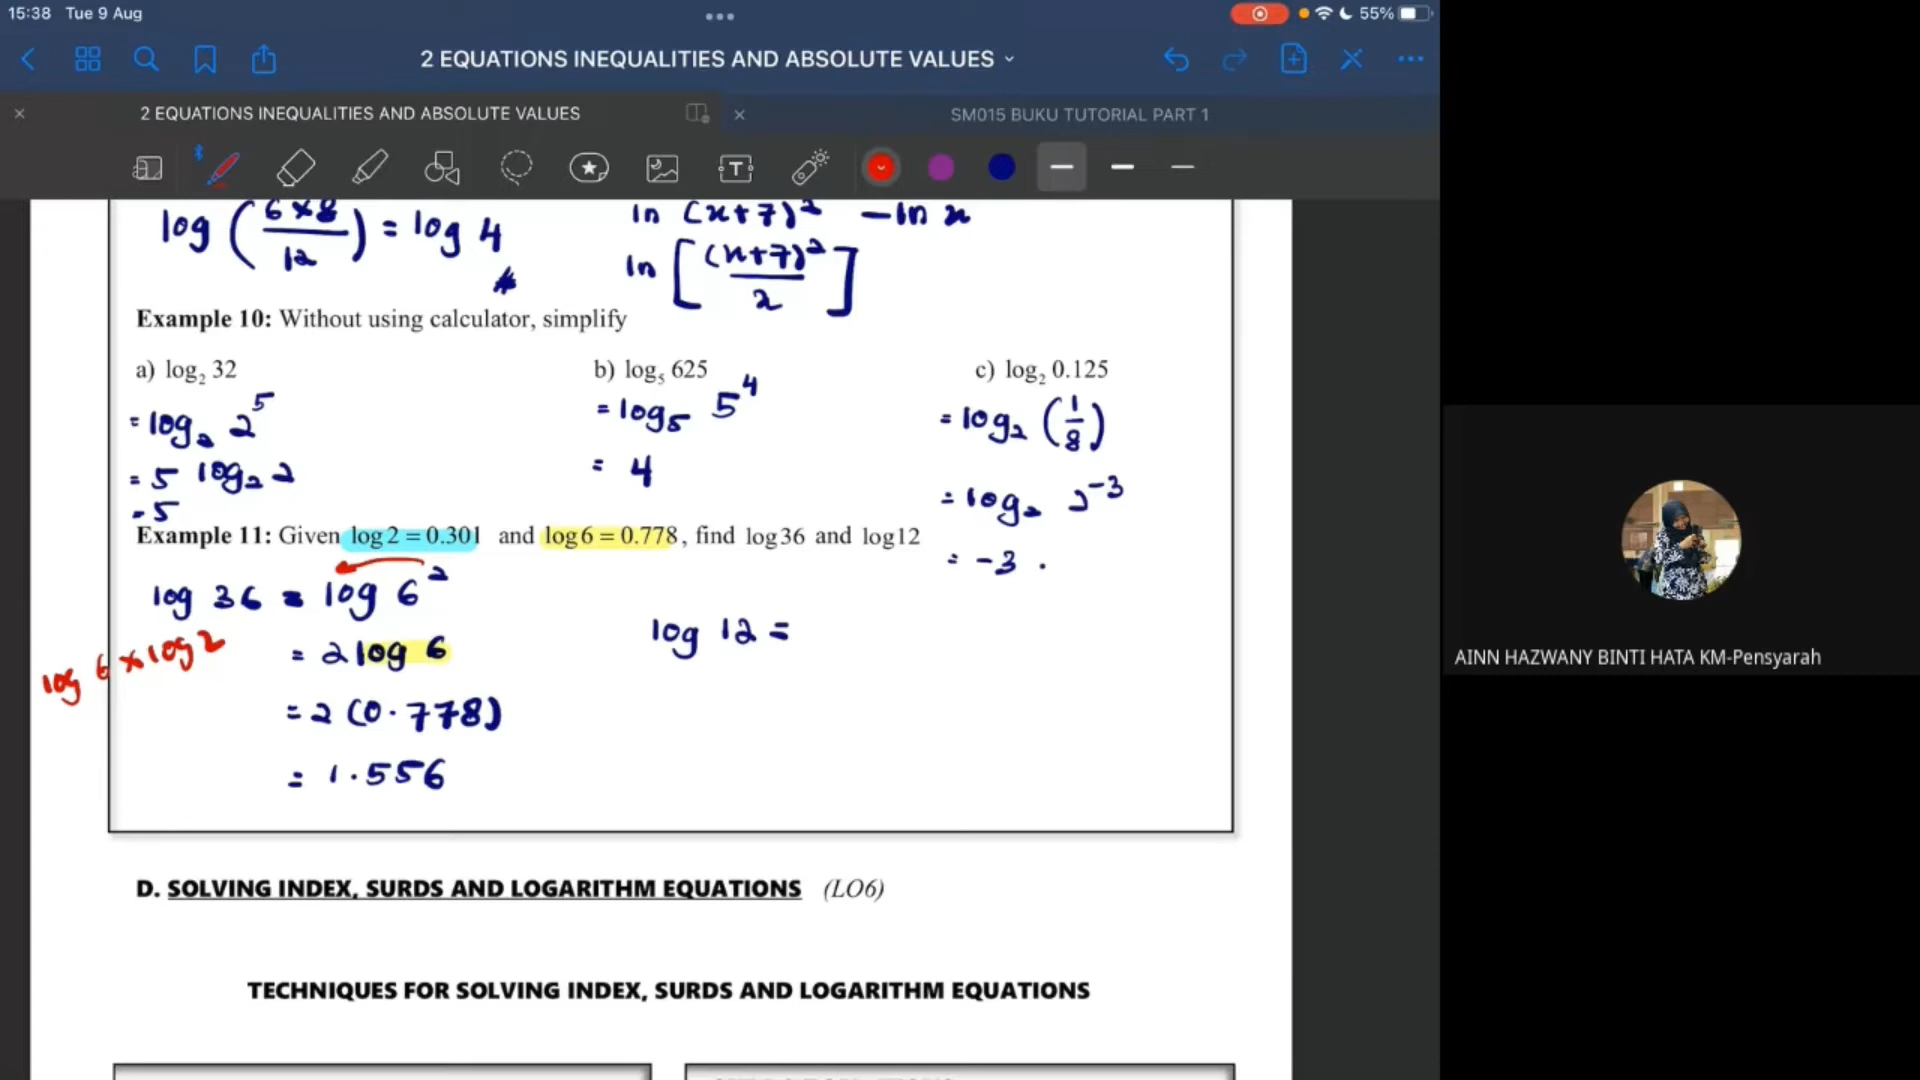 15:38 Tue 9 Aug
55%
2 EQUATIONS INEQUALITIES AND ABSOLUTE VALUES
2 EQUATIONS INEQUALITIES AND ABSOLUTE VALUES
SM015 BUKU TUTORIAL PART 1
log (6×8/12) = log 4
ln (x+7)² − ln x
ln [(x+7)²/2]
Example 10: Without using calculator, simplify
a) log₂ 32
= log₂ 2⁵
= 5 log₂ 2
= 5
b) log₅ 625
= log₅ 5⁴
= 4
c) log₂ 0.125
= log₂ (1/8)
= log₂ 2⁻³
= -3 .
Example 11: Given log 2 = 0.301 and log 6 = 0.778, find log 36 and log 12
log 36 = log 6²
= 2 log 6
= 2 (0.778)
= 1.556
log 6 × log 2
log 12 =
D. SOLVING INDEX, SURDS AND LOGARITHM EQUATIONS (LO6)
TECHNIQUES FOR SOLVING INDEX, SURDS AND LOGARITHM EQUATIONS
AINN HAZWANY BINTI HATA KM-Pensyarah